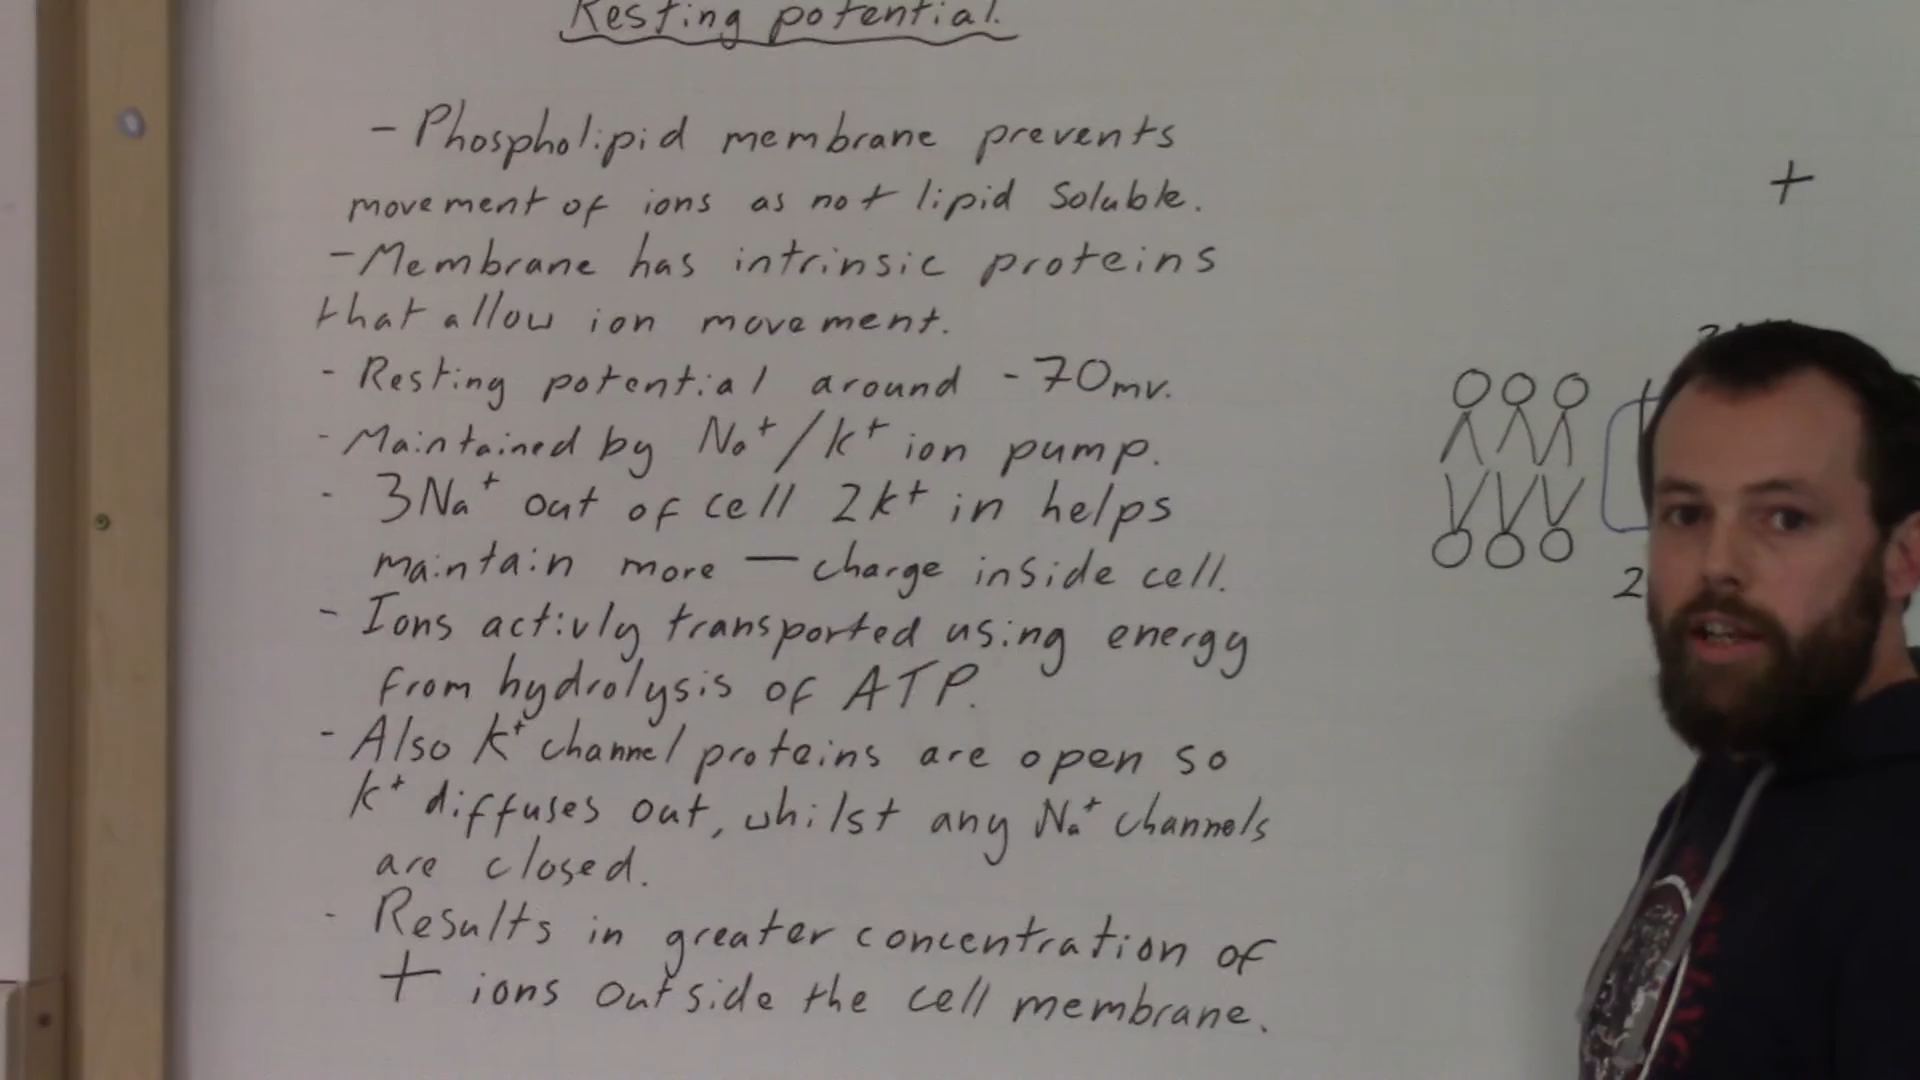 Resting potential.
- Phospholipid membrane prevents
movement of ions as not lipid soluble.
- Membrane has intrinsic proteins
that allow ion movement.
- Resting potential around -70mv.
- Maintained by Na+/K+ ion pump.
- 3Na+ out of cell 2K+ in helps
maintain more — charge inside cell.
- Ions activly transported using energy
from hydrolysis of ATP.
- Also K+ channel proteins are open so
K+ diffuses out, whilst any Na+ channels
are closed.
- Results in greater concentration of
+ ions outside the cell membrane.
+
2